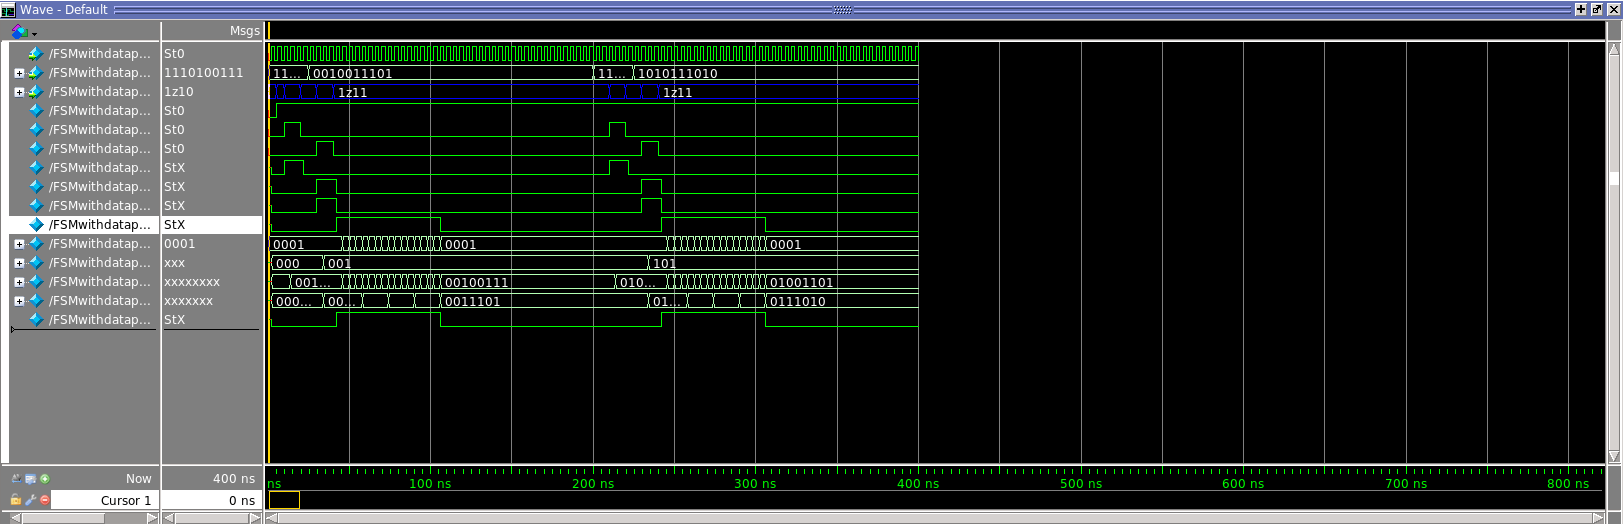 Wave - Default
Msgs
/FSMwithdatap... St0
/FSMwithdatap... 1110100111 11... 0010011101 11... 1010111010
/FSMwithdatap... 1z10 1z11 1z11
/FSMwithdatap... St0
/FSMwithdatap... St0
/FSMwithdatap... St0
/FSMwithdatap... StX
/FSMwithdatap... StX
/FSMwithdatap... StX
/FSMwithdatap... StX
/FSMwithdatap... 0001 0001 0001 0001
/FSMwithdatap... xxx 000 001 101
/FSMwithdatap... xxxxxxxx 001... 00100111 010... 01001101
/FSMwithdatap... xxxxxxx 000... 00... 0011101 01... 0111010
/FSMwithdatap... StX
Now 400 ns ns 100 ns 200 ns 300 ns 400 ns 500 ns 600 ns 700 ns 800 ns
Cursor 1 0 ns